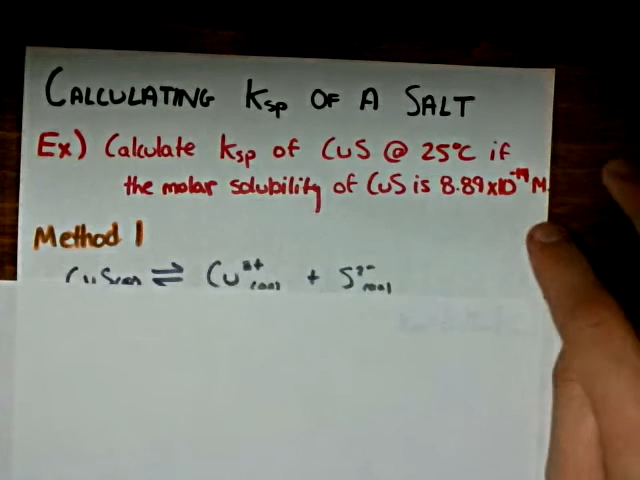 CALCULATING Ksp OF A SALT
Ex) Calculate Ksp of CuS @ 25°C if
the molar solubility of CuS is 8.89x10⁻¹⁹ M.
Method 1
CuS(s) ⇌ Cu²⁺(aq) + S²⁻(aq)